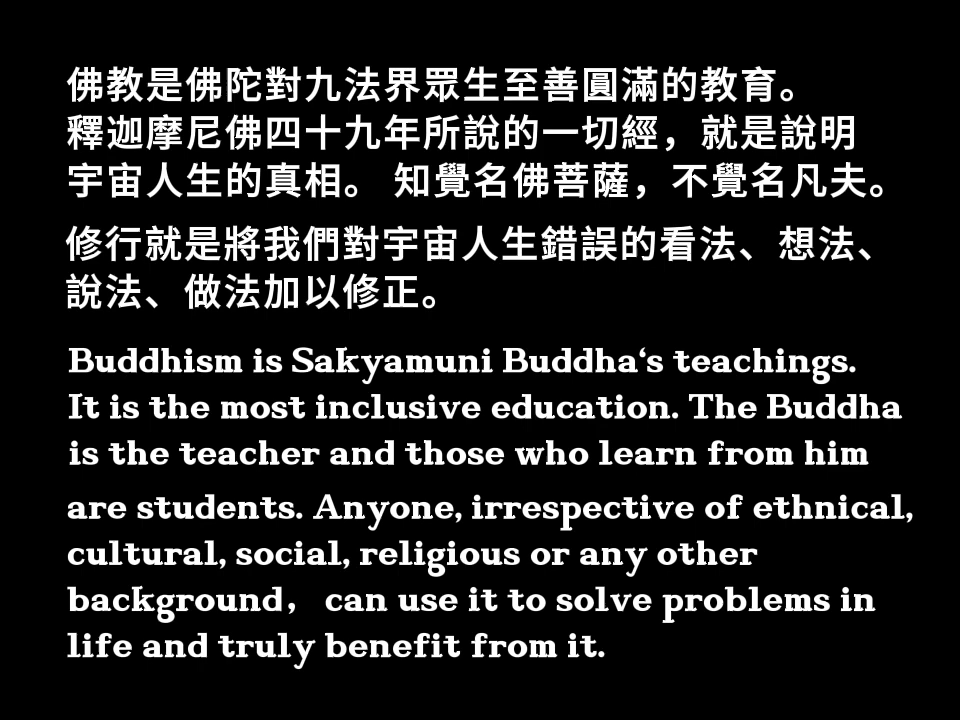 佛教是佛陀對九法界眾生至善圓滿的教育。
釋迦摩尼佛四十九年所說的一切經，就是說明
宇宙人生的真相。 知覺名佛菩薩，不覺名凡夫。
修行就是將我們對宇宙人生錯誤的看法、想法、
說法、做法加以修正。
Buddhism is Sakyamuni Buddha‘s teachings.
It is the most inclusive education. The Buddha
is the teacher and those who learn from him
are students. Anyone, irrespective of ethnical,
cultural, social, religious or any other
background， can use it to solve problems in
life and truly benefit from it.